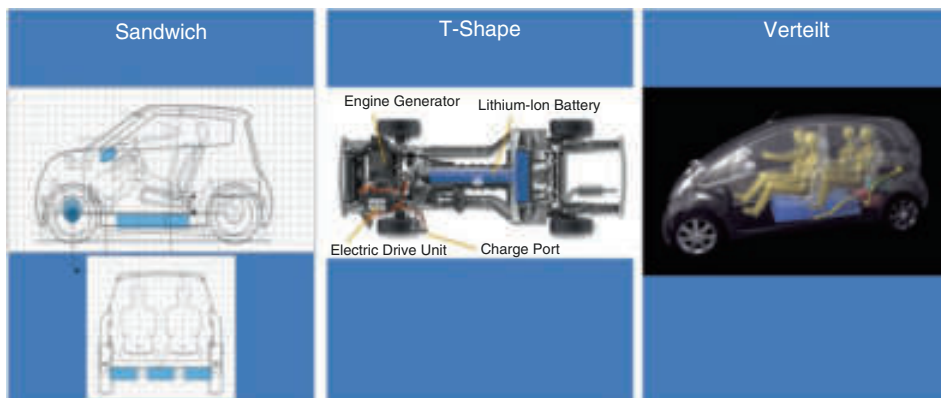 Sandwich
T-Shape
Verteilt
Engine Generator
Lithium-Ion Battery
Electric Drive Unit
Charge Port